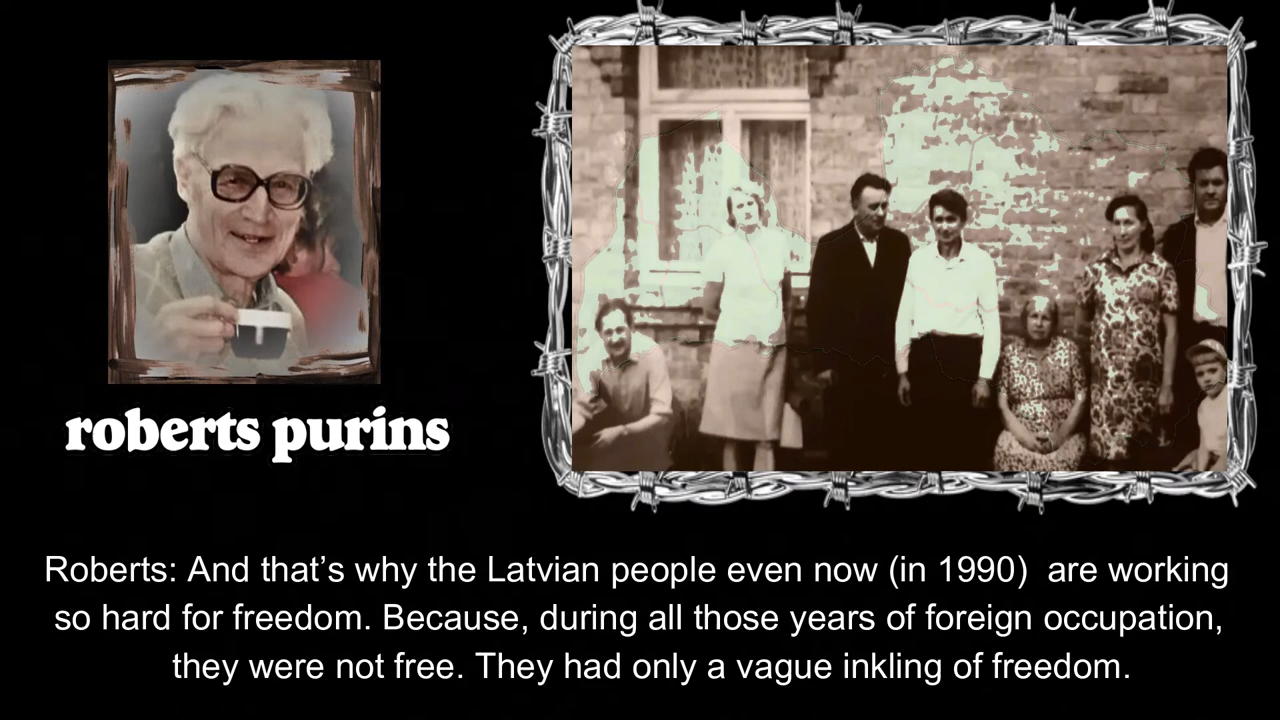 roberts purins
Roberts: And that’s why the Latvian people even now (in 1990)  are working
so hard for freedom. Because, during all those years of foreign occupation,
they were not free. They had only a vague inkling of freedom.